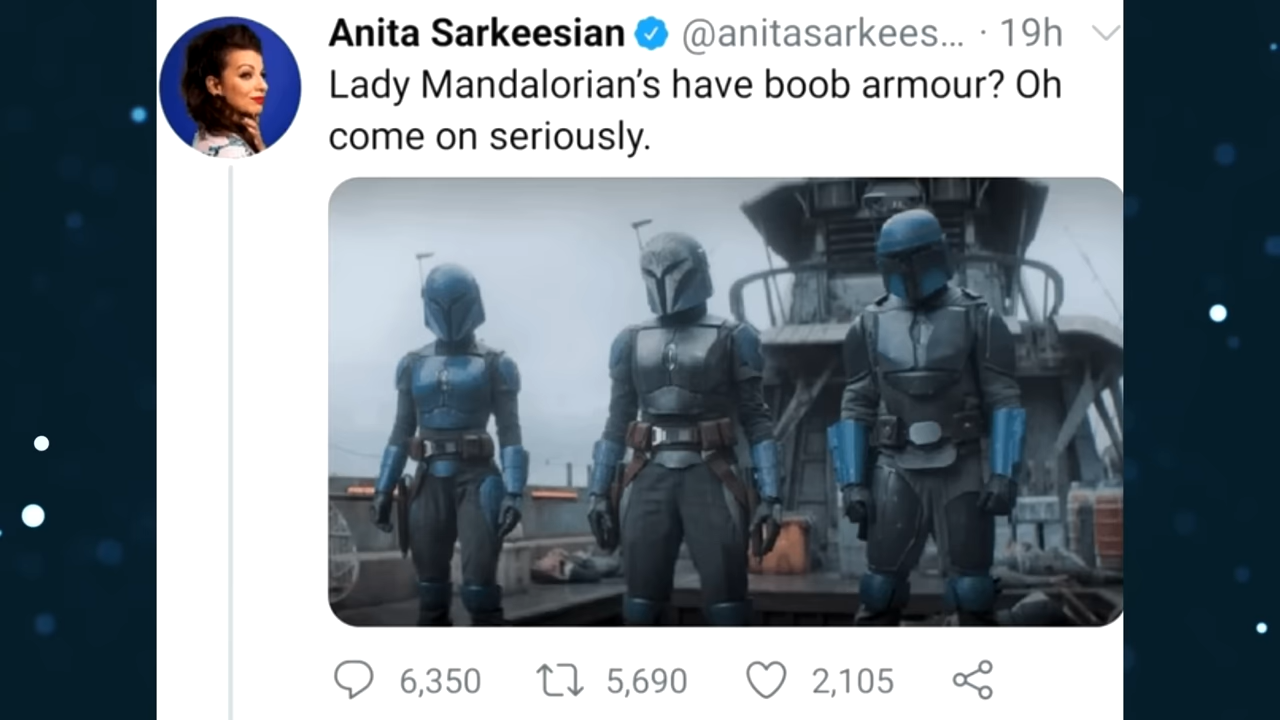 Anita Sarkeesian @anitasarkees... · 19h
Lady Mandalorian's have boob armour? Oh
come on seriously.
6,350 5,690 2,105